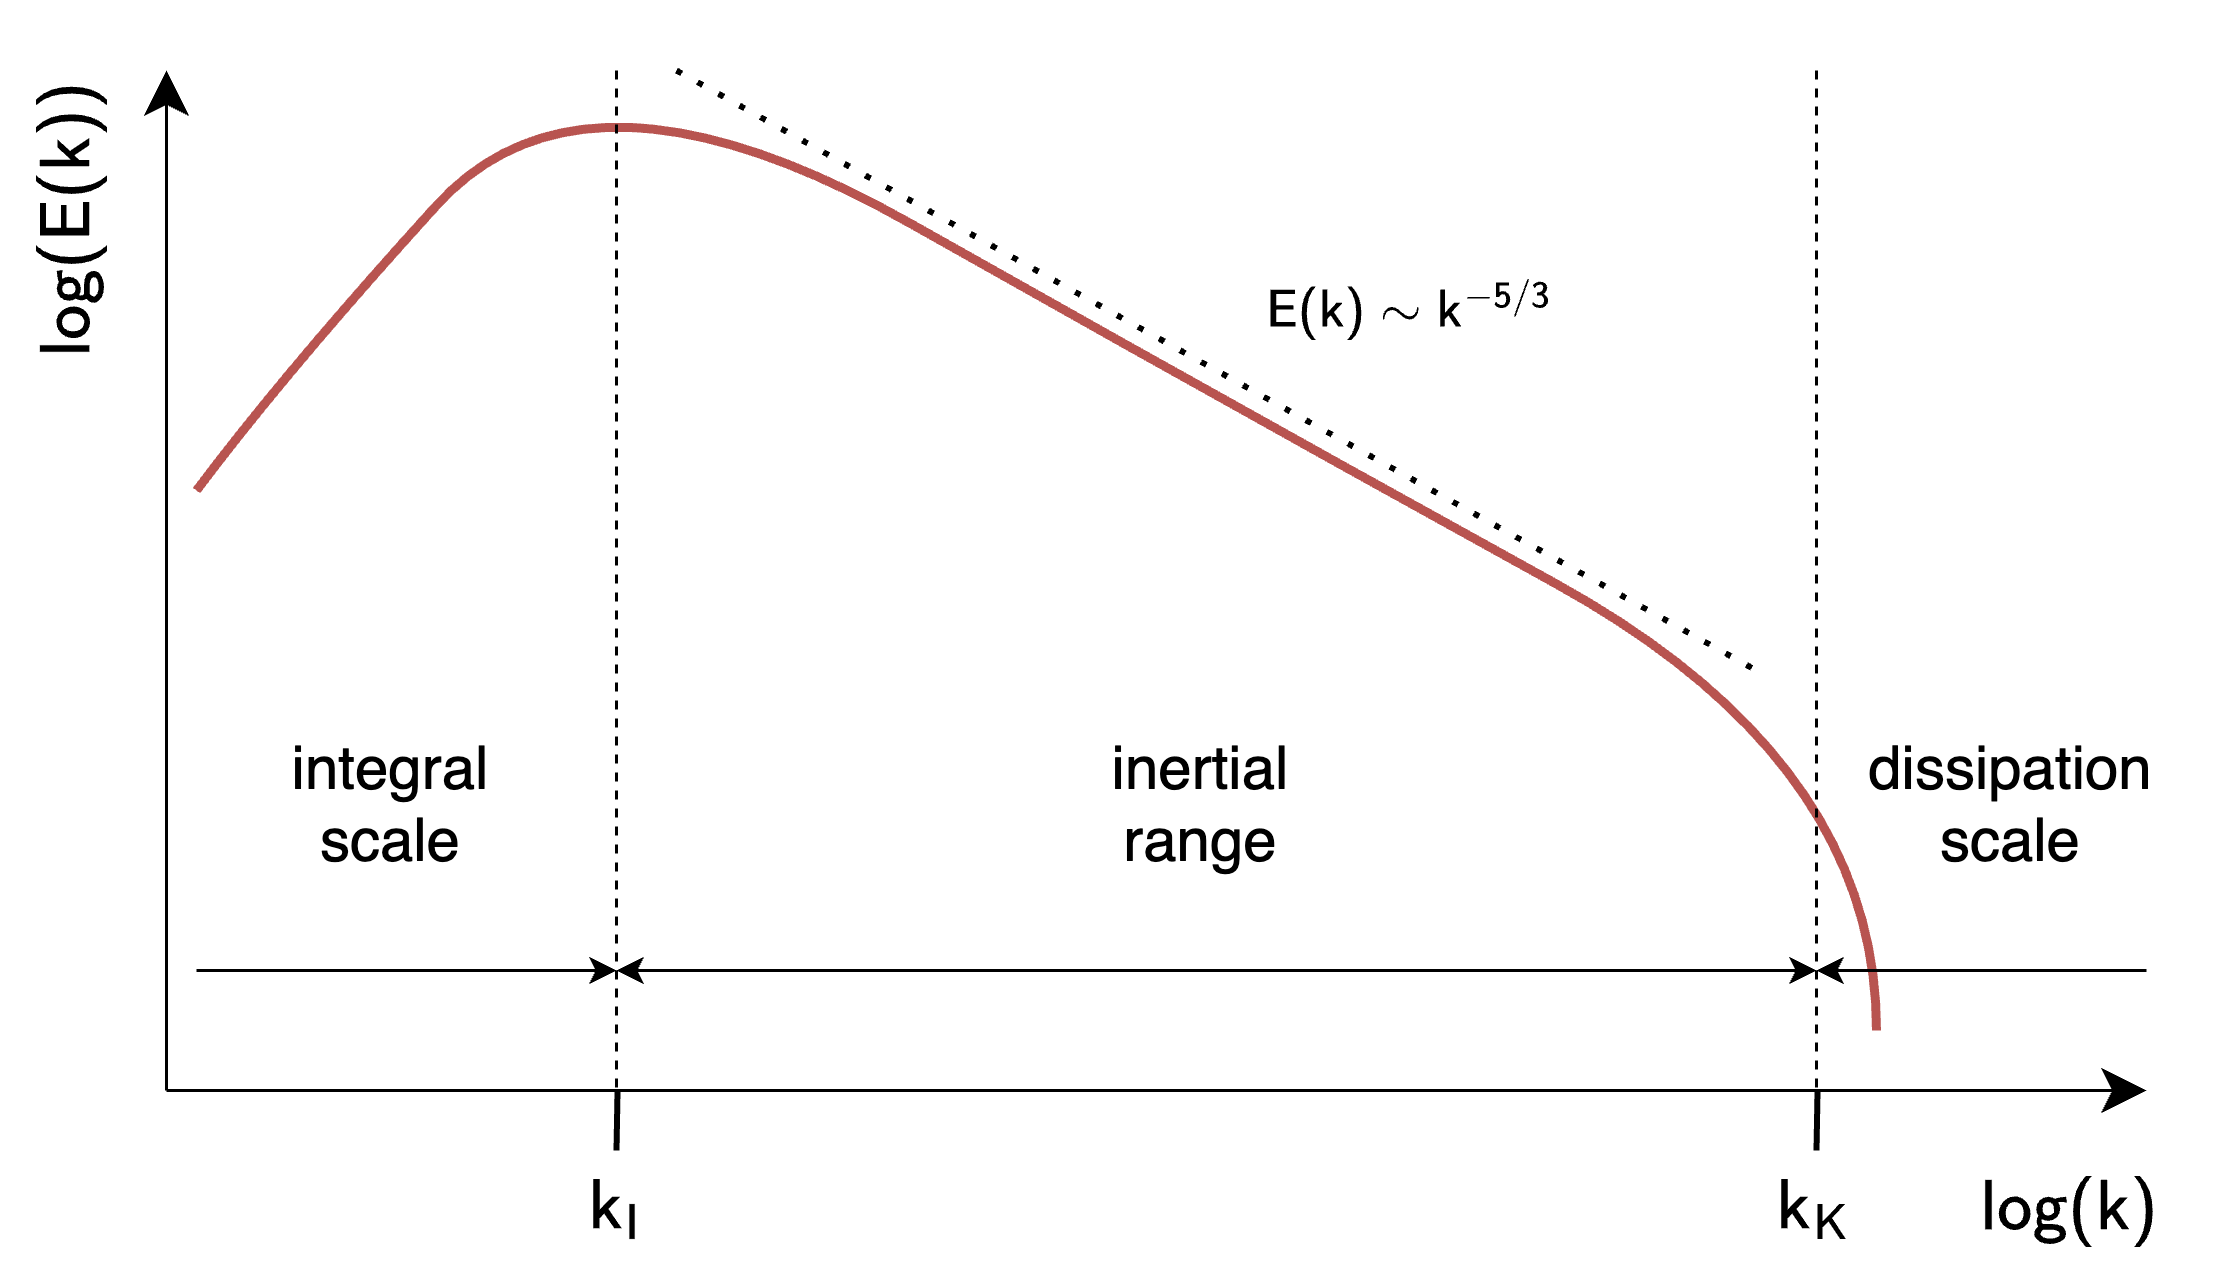 log(E(k))
E(k) ∼ k^{−5/3}
integral
scale
inertial
range
dissipation
scale
k_I
k_K
log(k)